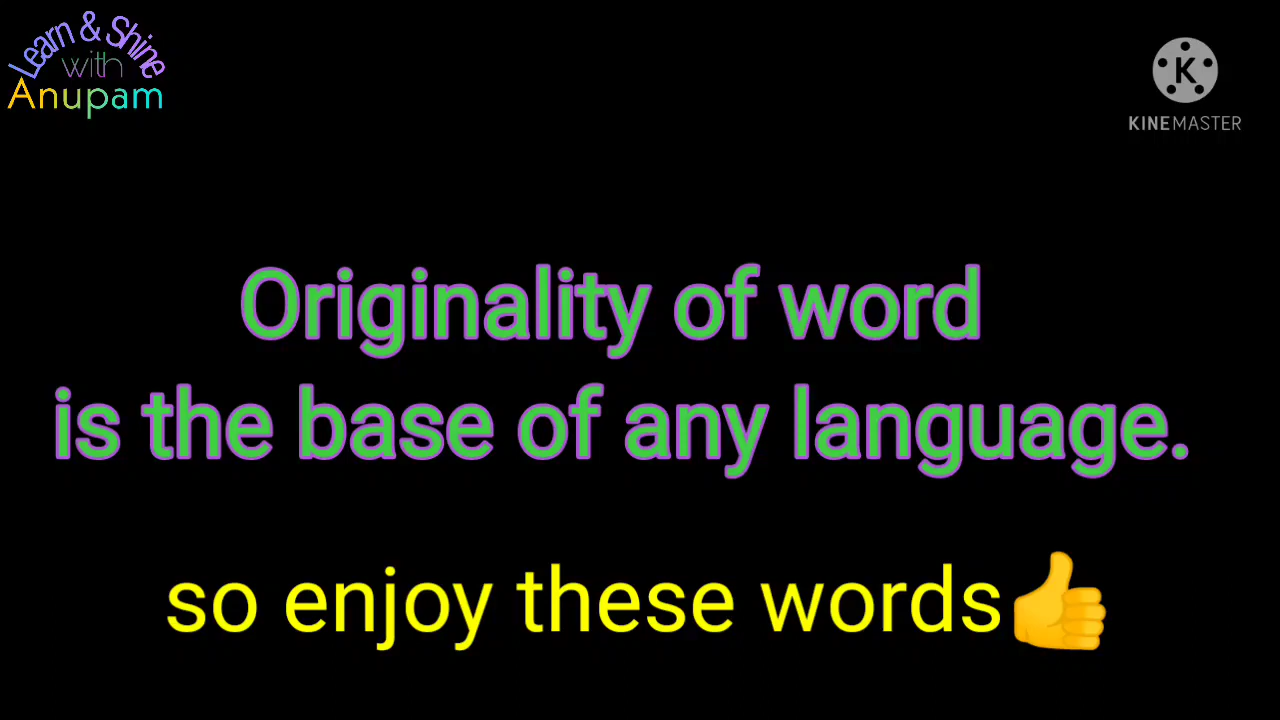 Learn & Shine
with
Anupam
K
KINEMASTER
Originality of word
is the base of any language.
so enjoy these words👍